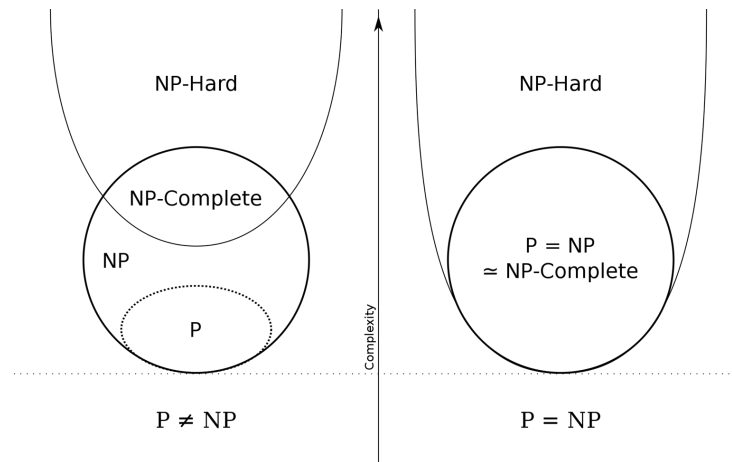 NP-Hard
NP-Complete
NP
P
P ≠ NP
Complexity
NP-Hard
P = NP
≃ NP-Complete
P = NP